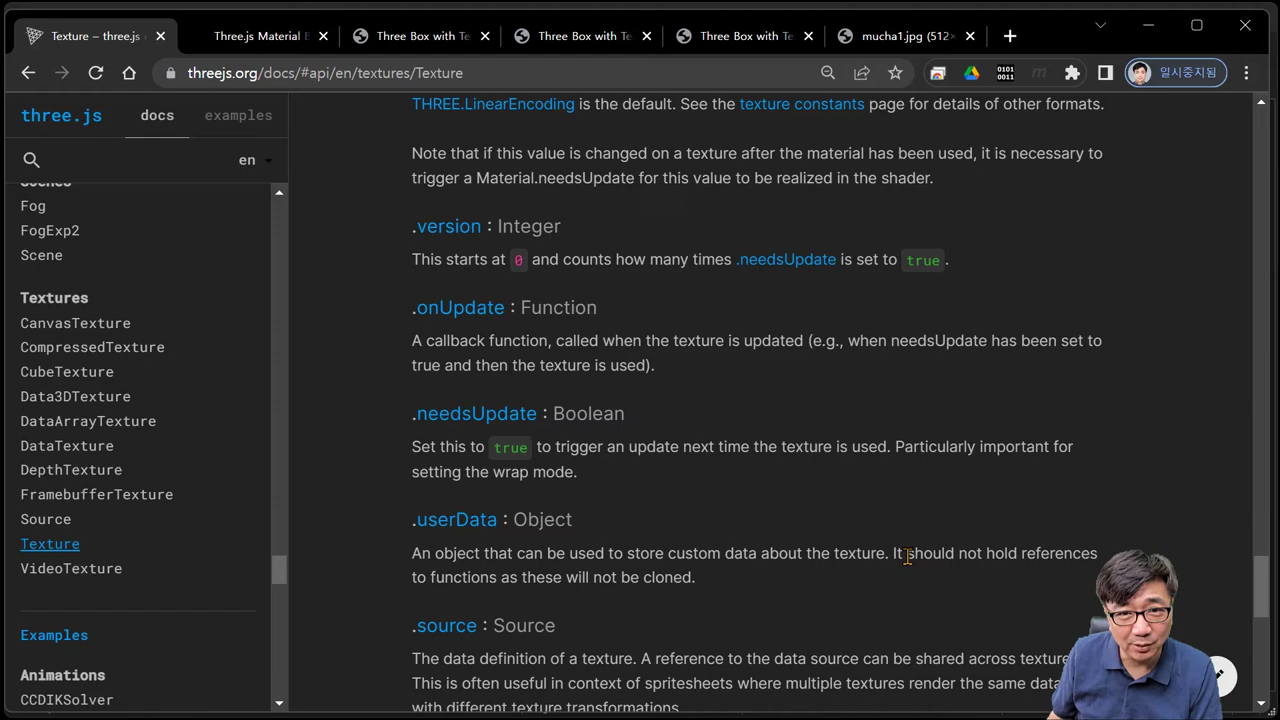 Texture – three.js
Three.js Material B
Three Box with Te
Three Box with Te
Three Box with Te
mucha1.jpg (512×
threejs.org/docs/#api/en/textures/Texture
일시중지됨
three.js
docs
examples
en
Scenes
Fog
FogExp2
Scene
Textures
CanvasTexture
CompressedTexture
CubeTexture
Data3DTexture
DataArrayTexture
DataTexture
DepthTexture
FramebufferTexture
Source
Texture
VideoTexture
Examples
Animations
CCDIKSolver
THREE.LinearEncoding is the default. See the texture constants page for details of other formats.
Note that if this value is changed on a texture after the material has been used, it is necessary to
trigger a Material.needsUpdate for this value to be realized in the shader.
.version : Integer
This starts at 0 and counts how many times .needsUpdate is set to true .
.onUpdate : Function
A callback function, called when the texture is updated (e.g., when needsUpdate has been set to
true and then the texture is used).
.needsUpdate : Boolean
Set this to true to trigger an update next time the texture is used. Particularly important for
setting the wrap mode.
.userData : Object
An object that can be used to store custom data about the texture. It should not hold references
to functions as these will not be cloned.
.source : Source
The data definition of a texture. A reference to the data source can be shared across texture
This is often useful in context of spritesheets where multiple textures render the same data
with different texture transformations.